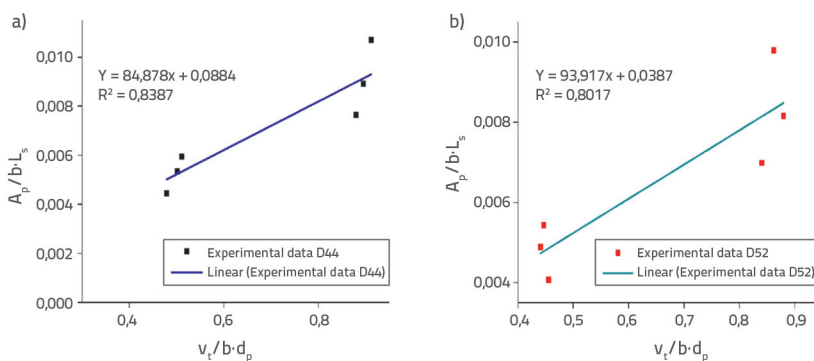 a)
Y = 84,878x + 0,0884
R² = 0,8387
Aₚ/b·Lₛ
0,010
0,008
0,006
0,004
0,002
0,000
Experimental data D44
Linear (Experimental data D44)
0,4
0,6
0,8
vₜ/b·dₚ
b)
Y = 93,917x + 0,0387
R² = 0,8017
Aₚ/b·Lₛ
0,010
0,008
0,006
0,004
Experimental data D52
Linear (Experimental data D52)
0,4
0,5
0,6
0,7
0,8
0,9
vₜ/b·dₚ